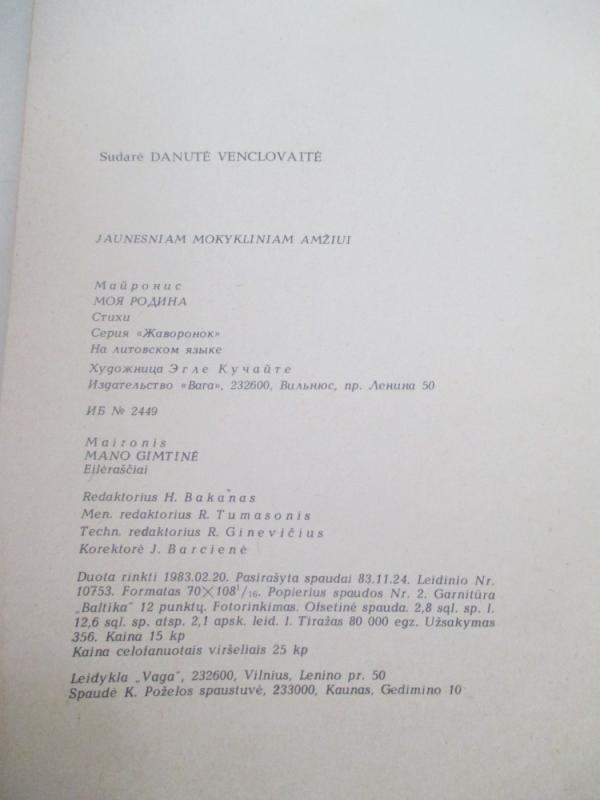 Sudarė DANUTĖ VENCLOVAITĖ
JAUNESNIAM MOKYKLINIAM AMŽIUI
Майронис
МОЯ РОДИНА
Стихи
Серия «Жаворонок»
На литовском языке
Художница Эгле Кучайте
Издательство «Вага», 232600, Вильнюс, пр. Ленина 50
ИБ № 2449
Maironis
MANO GIMTINĖ
Eilėraščiai
Redaktorius H. Bakanas
Men. redaktorius R. Tumasonis
Techn. redaktorius R. Ginevičius
Korektorė J. Barcienė
Duota rinkti 1983.02.20. Pasirašyta spaudai 83.11.24. Leidinio Nr.
10753. Formatas 70×108¹/₁₆. Popierius spaudos Nr. 2. Garnitūra
„Baltika" 12 punktų. Fotorinkimas. Ofsetinė spauda. 2,8 sąl. sp. l.
12,6 sąl. sp. atsp. 2,1 apsk. leid. l. Tiražas 80 000 egz. Užsakymas
356. Kaina 15 kp
Kaina celofanuotais viršeliais 25 kp
Leidykla „Vaga", 232600, Vilnius, Lenino pr. 50
Spaudė K. Poželos spaustuvė, 233000, Kaunas, Gedimino 10